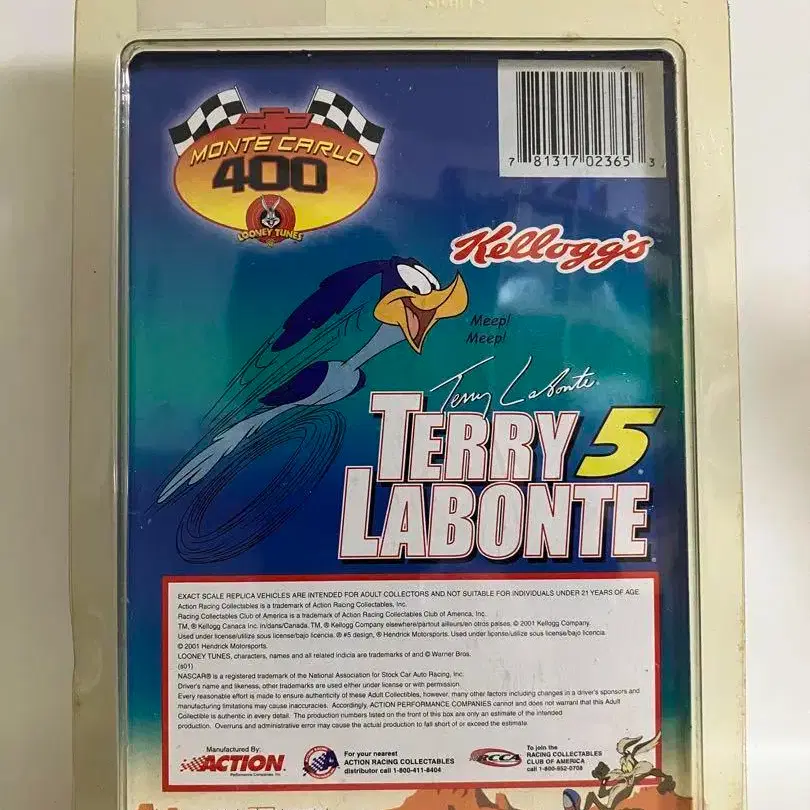 MONTE CARLO
400
LOONEY TUNES
7 81317 02365 3
Kellogg's
Meep!
Meep!
Terry Labonte
TERRY 5
LABONTE
EXACT SCALE REPLICA VEHICLES ARE INTENDED FOR ADULT COLLECTORS AND NOT SUITABLE FOR INDIVIDUALS UNDER 21 YEARS OF AGE.
Action Racing Collectables is a trademark of Action Racing Collectables, Inc.
Racing Collectables Club of America is a trademark of Action Racing Collectables Club of America, Inc.
TM, ® Kellogg Canada Inc. in/dans/Canada. TM, ® Kellogg Company elsewhere/partout ailleurs/en otros paises. © 2001 Kellogg Company.
Used under license/utilize sous license/bajo licencia. ® #5 design, ® Hendrick Motorsports. Used under license/utilize sous license/bajo licencia
© 2001 Hendrick Motorsports.
LOONEY TUNES, characters, names and all related indicia are trademarks of and © Warner Bros.
(s01)
NASCAR® is a registered trademark of the National Association for Stock Car Auto Racing, Inc.
Driver's name and likeness, other trademarks are used either under license or with permission.
Every reasonable effort is made to ensure authenticity of these Adult Collectibles, however, many other factors including changes in a driver's sponsors and
manufacturing limitations may cause inaccuracies. Accordingly, ACTION PERFORMANCE COMPANIES cannot and does not warrant that this Adult
Collectible is authentic in every detail. The production numbers listed on the front of this box are only an estimate of the intended
production. Overruns and administrative error may cause the actual production to fall short of or exceed the estimate.
Manufactured By:
ACTION
Performance Companies, Inc.
For your nearest
ACTION RACING COLLECTABLES
distributor call 1-800-411-8404
RCCA
To join the
RACING COLLECTABLES
CLUB OF AMERICA
call 1-800-952-0708